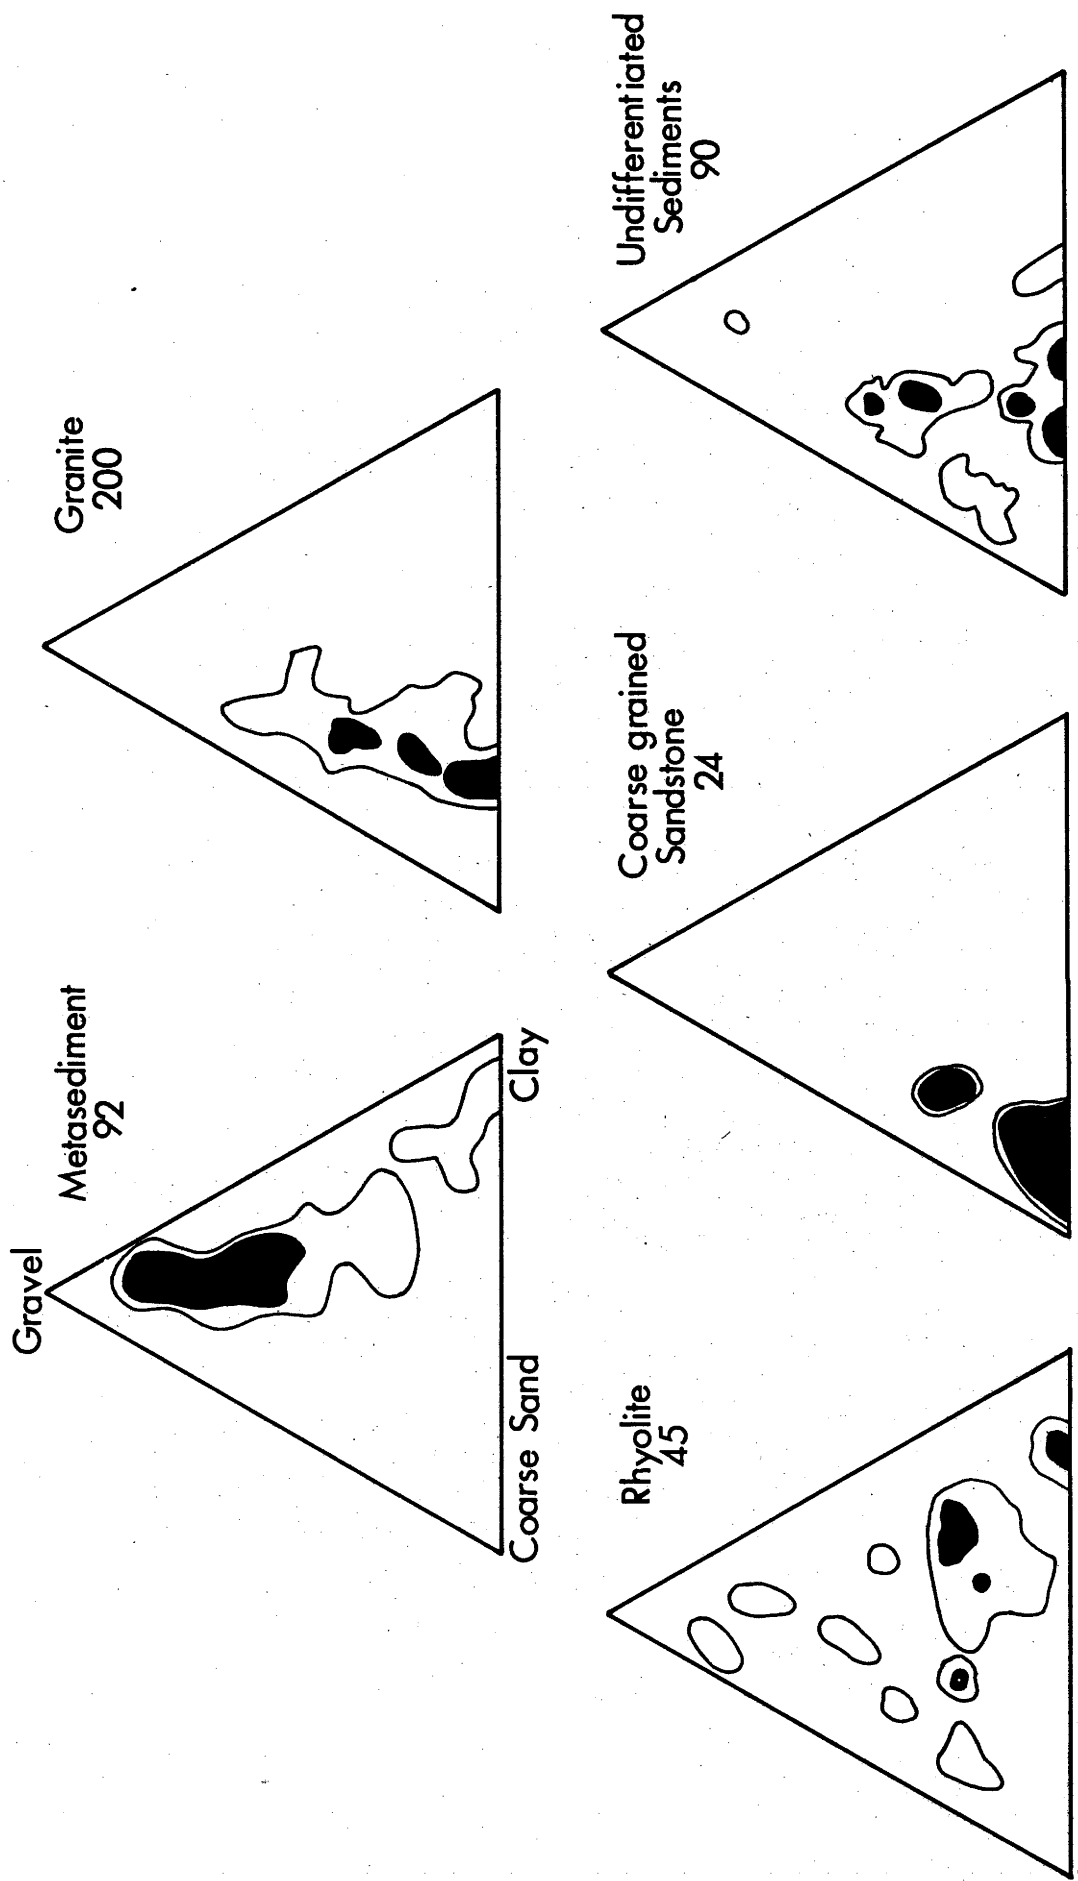 Metasediment
92
Gravel
Coarse Sand
Clay
Granite
200
Rhyolite
45
Coarse grained
Sandstone
24
Undifferentiated
Sediments
90